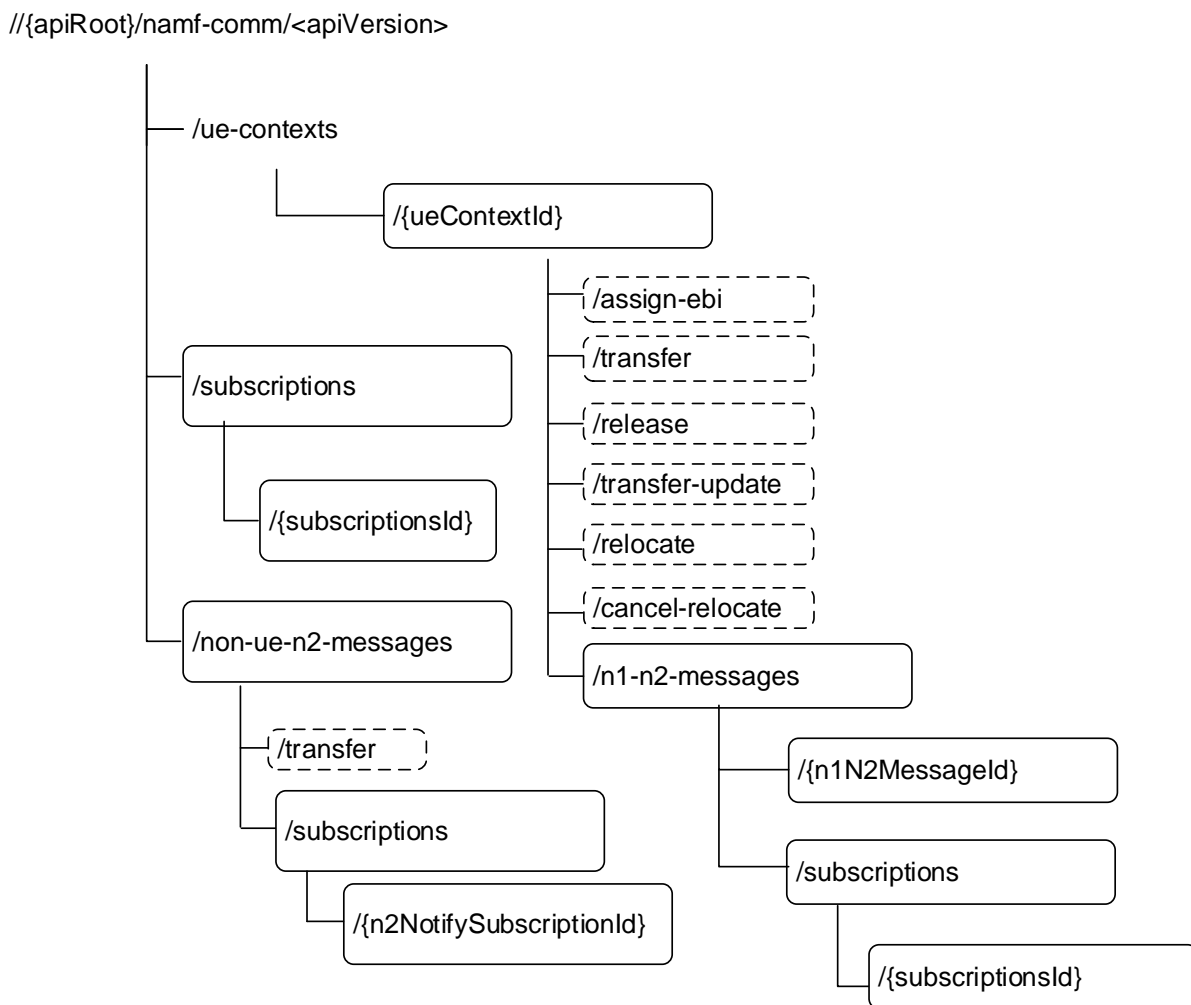 //{apiRoot}/namf-comm/<apiVersion>
/ue-contexts
/{ueContextId}
/assign-ebi
/transfer
/release
/transfer-update
/relocate
/cancel-relocate
/n1-n2-messages
/{n1N2MessageId}
/subscriptions
/{subscriptionsId}
/subscriptions
/{subscriptionsId}
/non-ue-n2-messages
/transfer
/subscriptions
/{n2NotifySubscriptionId}